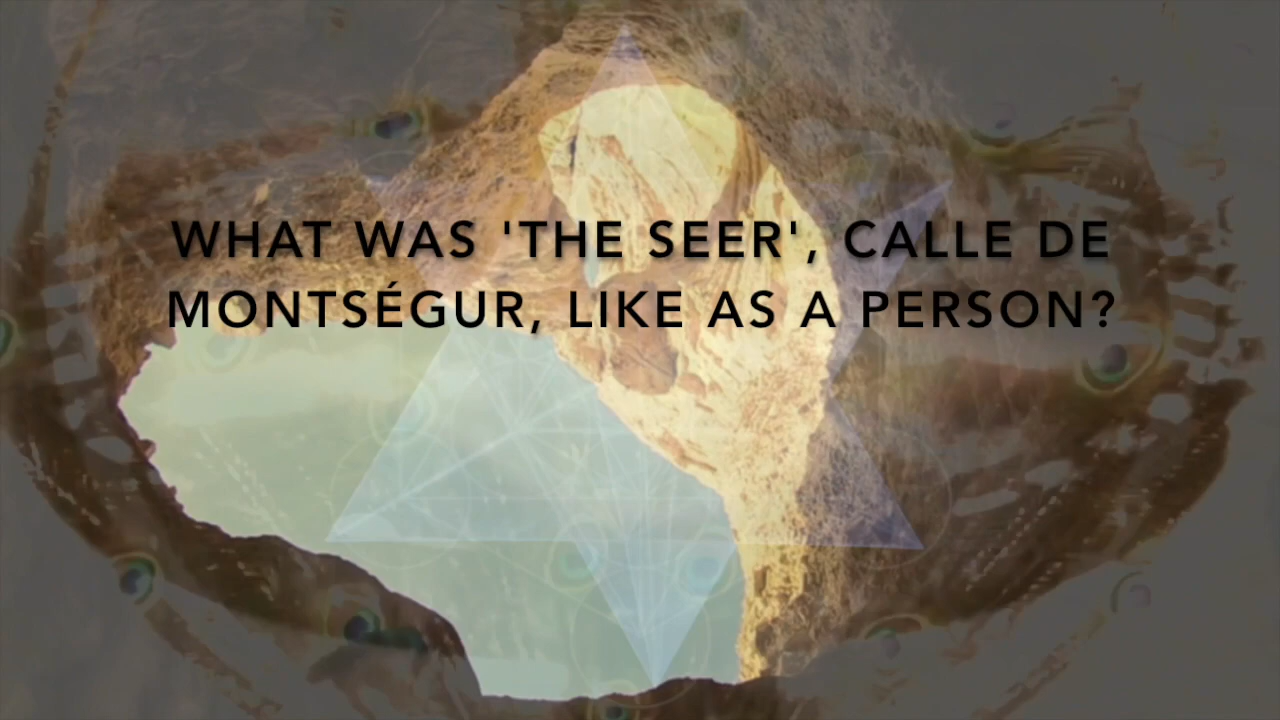 WHAT WAS 'THE SEER', CALLE DE
MONTSÉGUR, LIKE AS A PERSON?